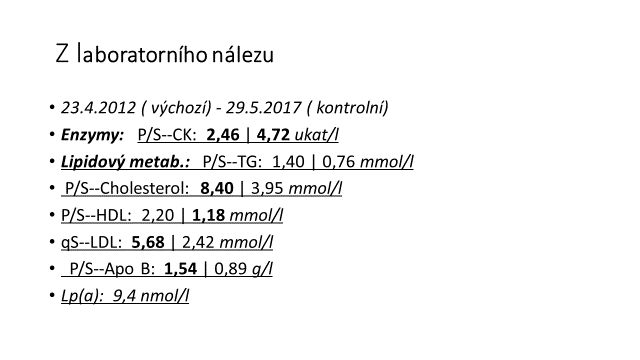 Z laboratorního nálezu
• 23.4.2012 ( výchozí) - 29.5.2017 ( kontrolní)
• Enzymy: P/S--CK: 2,46 | 4,72 ukat/l
• Lipidový metab.: P/S--TG: 1,40 | 0,76 mmol/l
• P/S--Cholesterol: 8,40 | 3,95 mmol/l
• P/S--HDL: 2,20 | 1,18 mmol/l
• qS--LDL: 5,68 | 2,42 mmol/l
• P/S--Apo B: 1,54 | 0,89 g/l
• Lp(a): 9,4 nmol/l